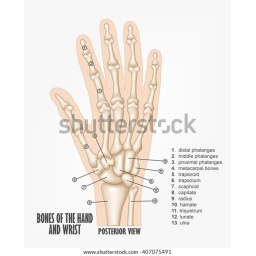 shutterstock
1. distal phalanges
2. middle phalanges
3. proximal phalanges
4. metacarpal bones
5. trapezoid
6. trapezium
7. scaphoid
8. capitate
9. radius
10. hamate
11. triquetrum
12. lunate
13. ulna
BONES OF THE HAND
AND WRIST
POSTERIOR VIEW
www.shutterstock.com · 407075491